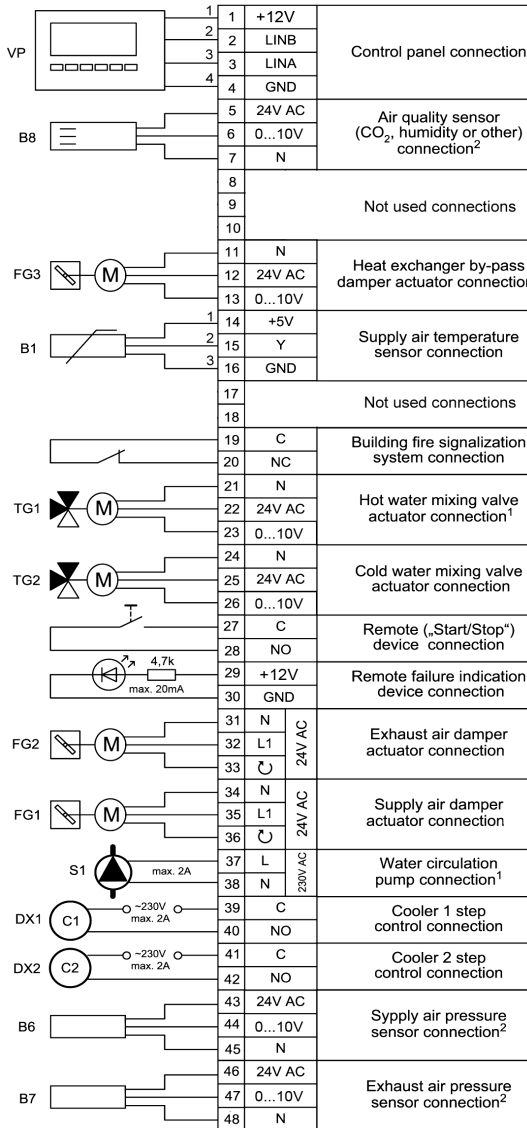 VP
1 1 +12V
2 2 LINB
3 3 LINA
4 4 GND
Control panel connection
B8
5 24V AC
6 0...10V
7 N
Air quality sensor
(CO2, humidity or other)
connection2
8
9
10
Not used connections
FG3
M
11 N
12 24V AC
13 0...10V
Heat exchanger by-pass
damper actuator connection
B1
1 14 +5V
2 15 Y
3 16 GND
Supply air temperature
sensor connection
17
18
Not used connections
19 C
20 NC
Building fire signalization
system connection
TG1
M
21 N
22 24V AC
23 0...10V
Hot water mixing valve
actuator connection1
TG2
M
24 N
25 24V AC
26 0...10V
Cold water mixing valve
actuator connection
27 C
28 NO
Remote („Start/Stop“)
device connection
4,7k
max. 20mA
29 +12V
30 GND
Remote failure indication
device connection
FG2
M
31 N
32 L1
33 ↻
24V AC
Exhaust air damper
actuator connection
FG1
M
34 N
35 L1
36 ↻
24V AC
Supply air damper
actuator connection
S1
max. 2A
37 L
38 N
230V AC
Water circulation
pump connection1
DX1
C1
~230V
max. 2A
39 C
40 NO
Cooler 1 step
control connection
DX2
C2
~230V
max. 2A
41 C
42 NO
Cooler 2 step
control connection
B6
43 24V AC
44 0...10V
45 N
Sypply air pressure
sensor connection2
B7
46 24V AC
47 0...10V
48 N
Exhaust air pressure
sensor connection2